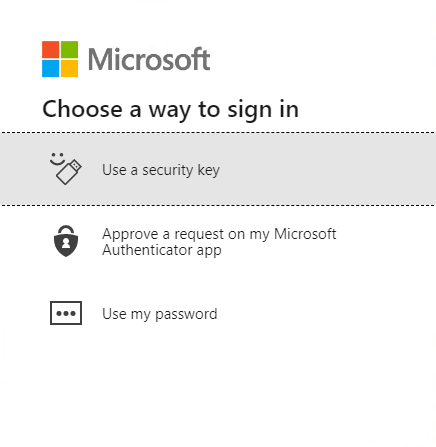 Microsoft
Choose a way to sign in
Use a security key
Approve a request on my Microsoft
Authenticator app
Use my password